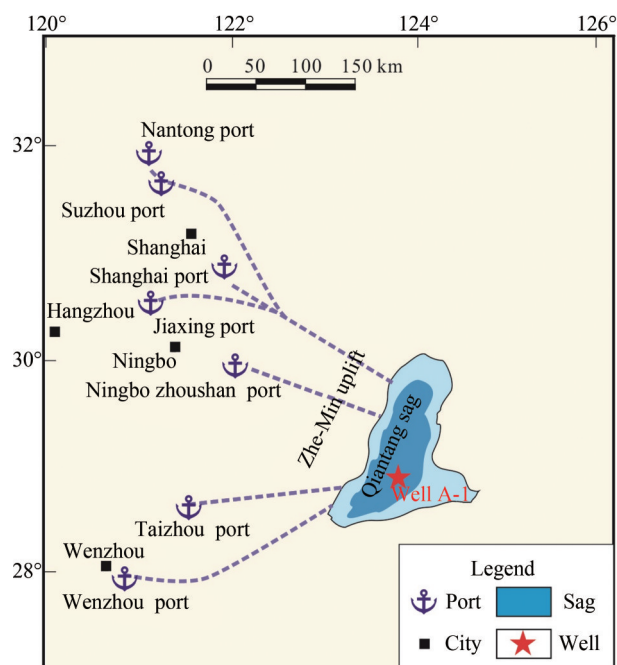 120° 122° 124° 126°
0 50 100 150 km
32°
Nantong port
Suzhou port
Shanghai
Shanghai port
Hangzhou
Jiaxing port
30°
Ningbo
Ningbo zhoushan port
Zhe-Min uplift
Qiantang sag
Well A-1
Taizhou port
Wenzhou
28°
Wenzhou port
Legend
Port Sag
City Well